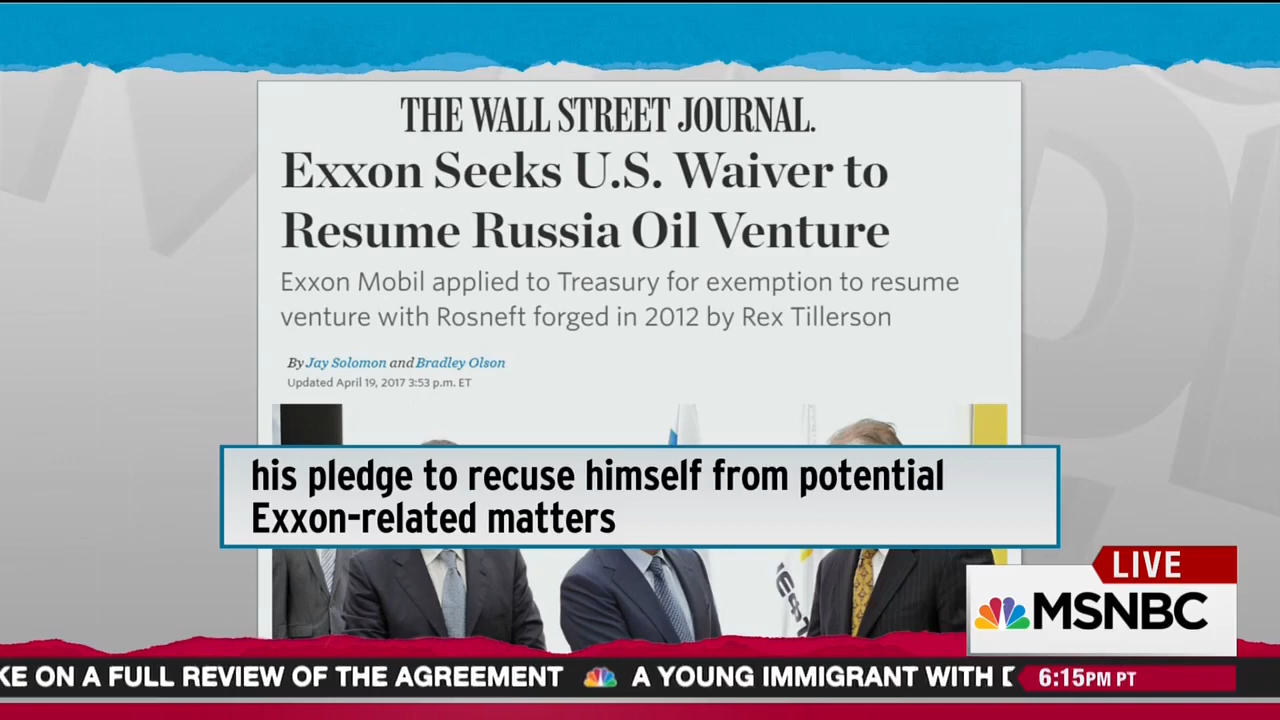 THE WALL STREET JOURNAL.
Exxon Seeks U.S. Waiver to
Resume Russia Oil Venture
Exxon Mobil applied to Treasury for exemption to resume
venture with Rosneft forged in 2012 by Rex Tillerson
By Jay Solomon and Bradley Olson
Updated April 19, 2017 3:53 p.m. ET
his pledge to recuse himself from potential
Exxon-related matters
LIVE
MSNBC
ON A FULL REVIEW OF THE AGREEMENT A YOUNG IMMIGRANT WITH
6:15PM PT